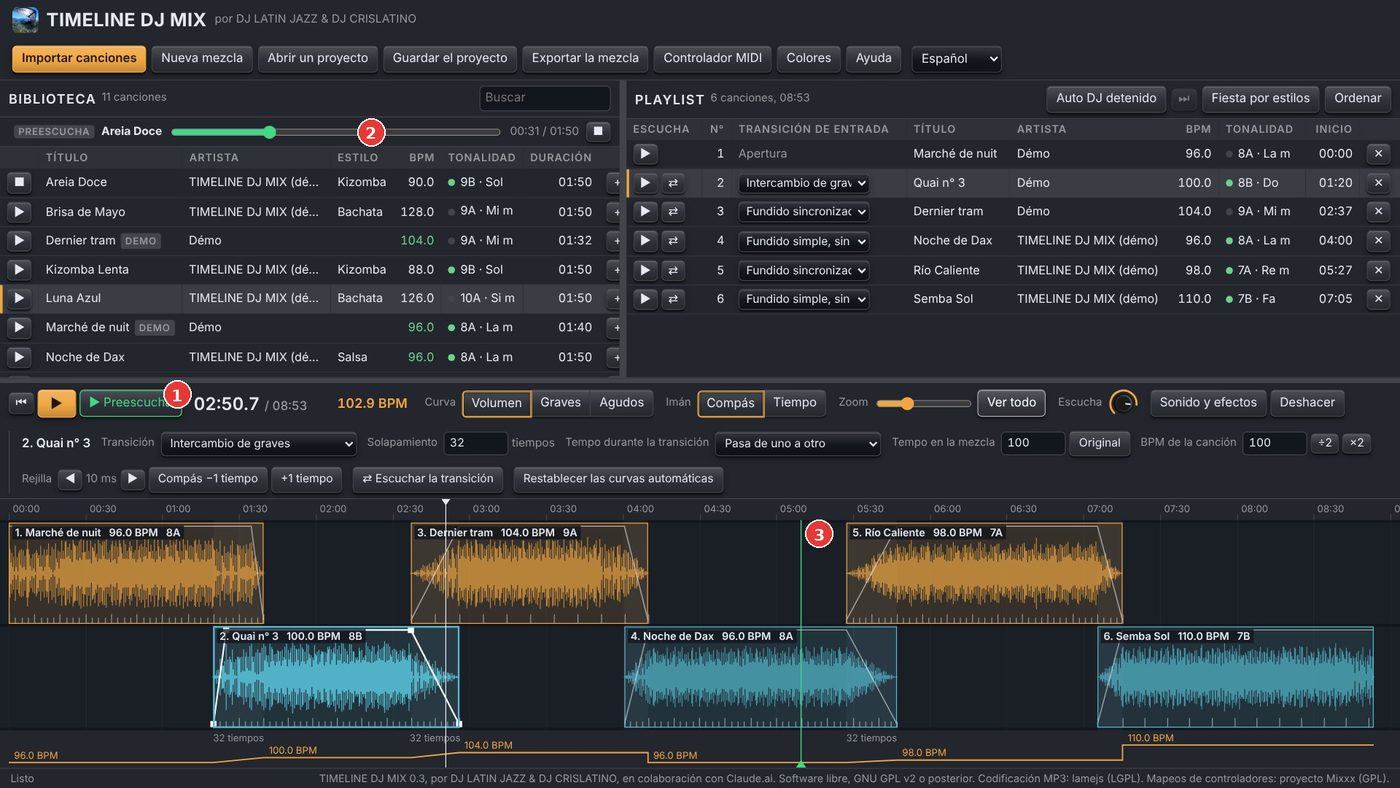 TIMELINE DJ MIX por DJ LATIN JAZZ & DJ CRISLATINO
Importar canciones Nueva mezcla Abrir un proyecto Guardar el proyecto Exportar la mezcla Controlador MIDI Colores Ayuda Español
BIBLIOTECA 11 canciones Buscar
PREESCUCHA Areia Doce 2 00:31 / 01:50
TÍTULO ARTISTA ESTILO BPM TONALIDAD DURACIÓN
Areia Doce TIMELINE DJ MIX (dé... Kizomba 90.0 9B · Sol 01:50 +
Brisa de Mayo TIMELINE DJ MIX (dé... Bachata 128.0 9A · Mi m 01:50 +
Dernier tram DEMO Démo 104.0 9A · Mi m 01:32 +
Kizomba Lenta TIMELINE DJ MIX (dé... Kizomba 88.0 9B · Sol 01:50 +
Luna Azul TIMELINE DJ MIX (dé... Bachata 126.0 10A · Si m 01:50 +
Marché de nuit DEMO Démo 96.0 8A · La m 01:40 +
Noche de Dax TIMELINE DJ MIX (dé... Salsa 96.0 8A · La m 01:50 +
PLAYLIST 6 canciones, 08:53 Auto DJ detenido Fiesta por estilos Ordenar
ESCUCHA N° TRANSICIÓN DE ENTRADA TÍTULO ARTISTA BPM TONALIDAD INICIO
1 Apertura Marché de nuit Démo 96.0 8A · La m 00:00 ×
2 Intercambio de grav Quai n° 3 Démo 100.0 8B · Do 01:20 ×
3 Fundido sincronizac Dernier tram Démo 104.0 9A · Mi m 02:37 ×
4 Fundido simple, sin Noche de Dax TIMELINE DJ MIX (démo) 96.0 8A · La m 04:00 ×
5 Fundido sincronizac Río Caliente TIMELINE DJ MIX (démo) 98.0 7A · Re m 05:27 ×
6 Fundido simple, sin Semba Sol TIMELINE DJ MIX (démo) 110.0 7B · Fa 07:05 ×
Preescucha 1 02:50.7 / 08:53 102.9 BPM Curva Volumen Graves Agudos Imán Compás Tiempo Zoom Ver todo Escucha Sonido y efectos Deshacer
2. Quai n° 3 Transición Intercambio de graves Solapamiento 32 tiempos Tempo durante la transición Pasa de uno a otro Tempo en la mezcla 100 Original BPM de la canción 100 ÷2 ×2
Rejilla 10 ms Compás −1 tiempo +1 tiempo ⇄ Escuchar la transición Restablecer las curvas automáticas
00:00 00:30 01:00 01:30 02:00 02:30 03:00 03:30 04:00 04:30 05:00 05:30 06:00 06:30 07:00 07:30 08:00 08:30
1. Marché de nuit 96.0 BPM 8A 3. Dernier tram 104.0 BPM 9A 3 5. Río Caliente 98.0 BPM 7A
2. Quai n° 3 100.0 BPM 8B 4. Noche de Dax 96.0 BPM 8A 6. Semba Sol 110.0 BPM 7B
32 tiempos 32 tiempos 32 tiempos
96.0 BPM 100.0 BPM 104.0 BPM 96.0 BPM 98.0 BPM 110.0 BPM
Listo TIMELINE DJ MIX 0.3, por DJ LATIN JAZZ & DJ CRISLATINO, en colaboración con Claude.ai. Software libre, GNU GPL v2 o posterior. Codificación MP3: lamejs (LGPL). Mapeos de controladores: proyecto Mixxx (GPL).